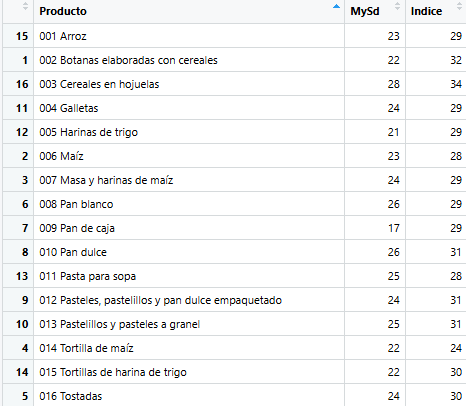 Producto MySd Indice
15 001 Arroz 23 29
1 002 Botanas elaboradas con cereales 22 32
16 003 Cereales en hojuelas 28 34
11 004 Galletas 24 29
12 005 Harinas de trigo 21 29
2 006 Maíz 23 28
3 007 Masa y harinas de maíz 24 29
6 008 Pan blanco 26 29
7 009 Pan de caja 17 29
8 010 Pan dulce 26 31
13 011 Pasta para sopa 25 28
9 012 Pasteles, pastelillos y pan dulce empaquetado 24 31
10 013 Pastelillos y pasteles a granel 25 31
4 014 Tortilla de maíz 22 24
14 015 Tortillas de harina de trigo 22 30
5 016 Tostadas 24 30